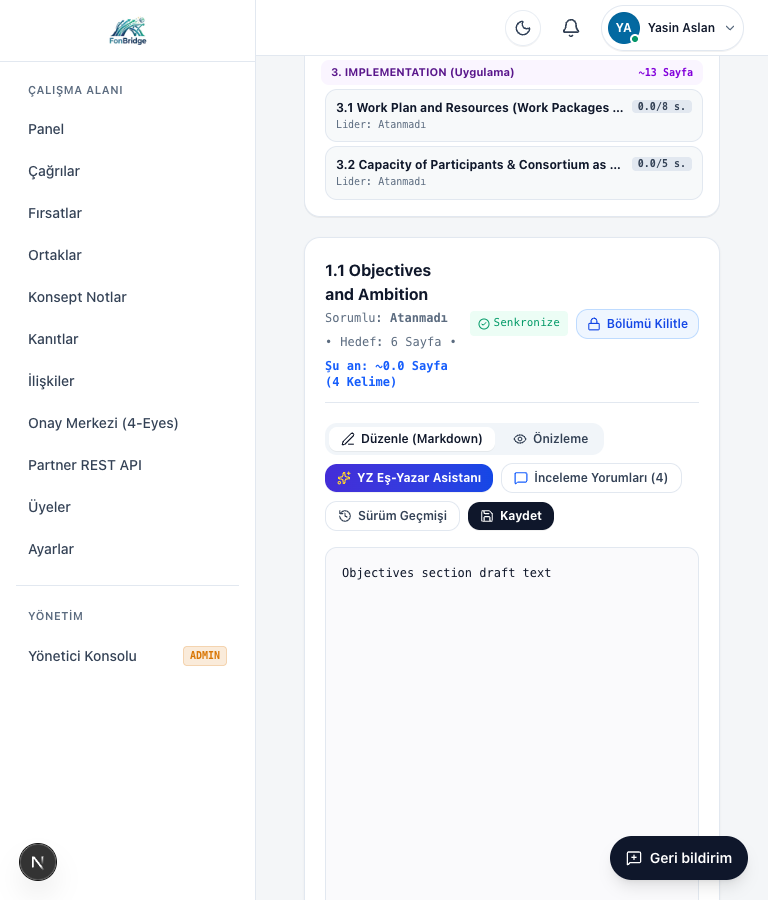 FonBridge
ÇALIŞMA ALANI
Panel
Çağrılar
Fırsatlar
Ortaklar
Konsept Notlar
Kanıtlar
İlişkiler
Onay Merkezi (4-Eyes)
Partner REST API
Üyeler
Ayarlar
YÖNETİM
Yönetici Konsolu
ADMIN
N
YA
Yasin Aslan
3. IMPLEMENTATION (Uygulama)
~13 Sayfa
3.1 Work Plan and Resources (Work Packages ...
0.0/8 s.
Lider: Atanmadı
3.2 Capacity of Participants & Consortium as ...
0.0/5 s.
Lider: Atanmadı
1.1 Objectives
and Ambition
Sorumlu: Atanmadı
• Hedef: 6 Sayfa •
Şu an: ~0.0 Sayfa
(4 Kelime)
Senkronize
Bölümü Kilitle
Düzenle (Markdown)
Önizleme
YZ Eş-Yazar Asistanı
İnceleme Yorumları (4)
Sürüm Geçmişi
Kaydet
Objectives section draft text
Geri bildirim